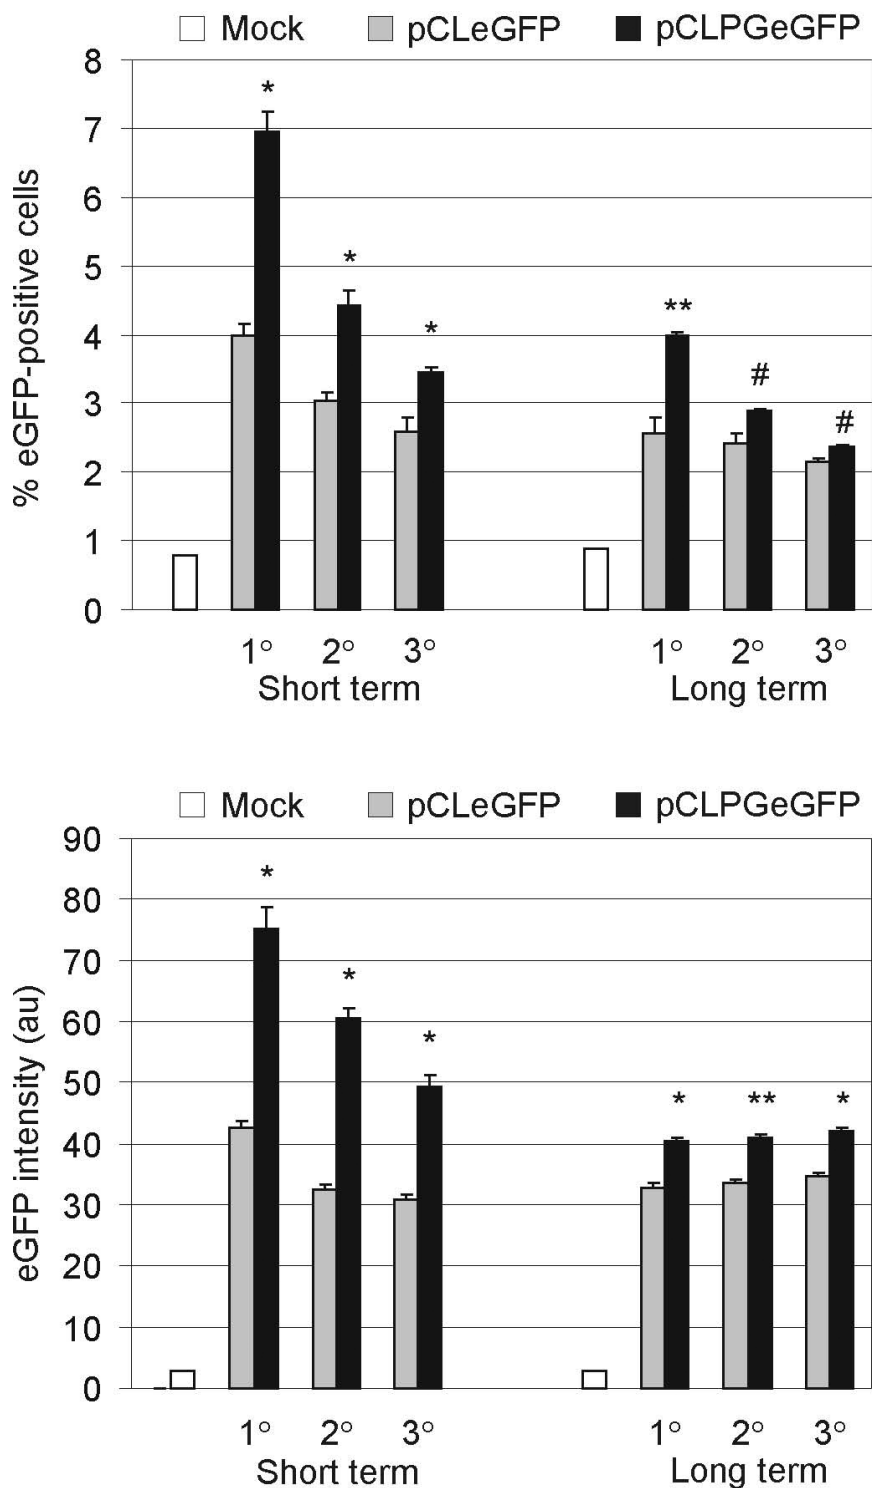 Mock pCLeGFP pCLPGeGFP
8
7
6
5
4
3
2
1
0
% eGFP-positive cells
* * * ** # #
1° 2° 3° 1° 2° 3°
Short term Long term
Mock pCLeGFP pCLPGeGFP
90
80
70
60
50
40
30
20
10
0
eGFP intensity (au)
* * * * ** *
1° 2° 3° 1° 2° 3°
Short term Long term